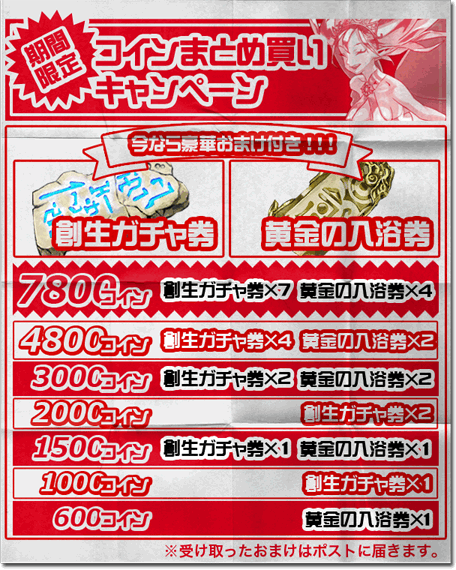 期間
限定
コインまとめ買い
キャンペーン
今なら豪華おまけ付き!!!
創生ガチャ券 黄金の入浴券
7800コイン 創生ガチャ券×7 黄金の入浴券×4
4800コイン 創生ガチャ券×4 黄金の入浴券×2
3000コイン 創生ガチャ券×2 黄金の入浴券×2
2000コイン 創生ガチャ券×2
1500コイン 創生ガチャ券×1 黄金の入浴券×1
1000コイン 創生ガチャ券×1
600コイン 黄金の入浴券×1
※受け取ったおまけはポストに届きます。